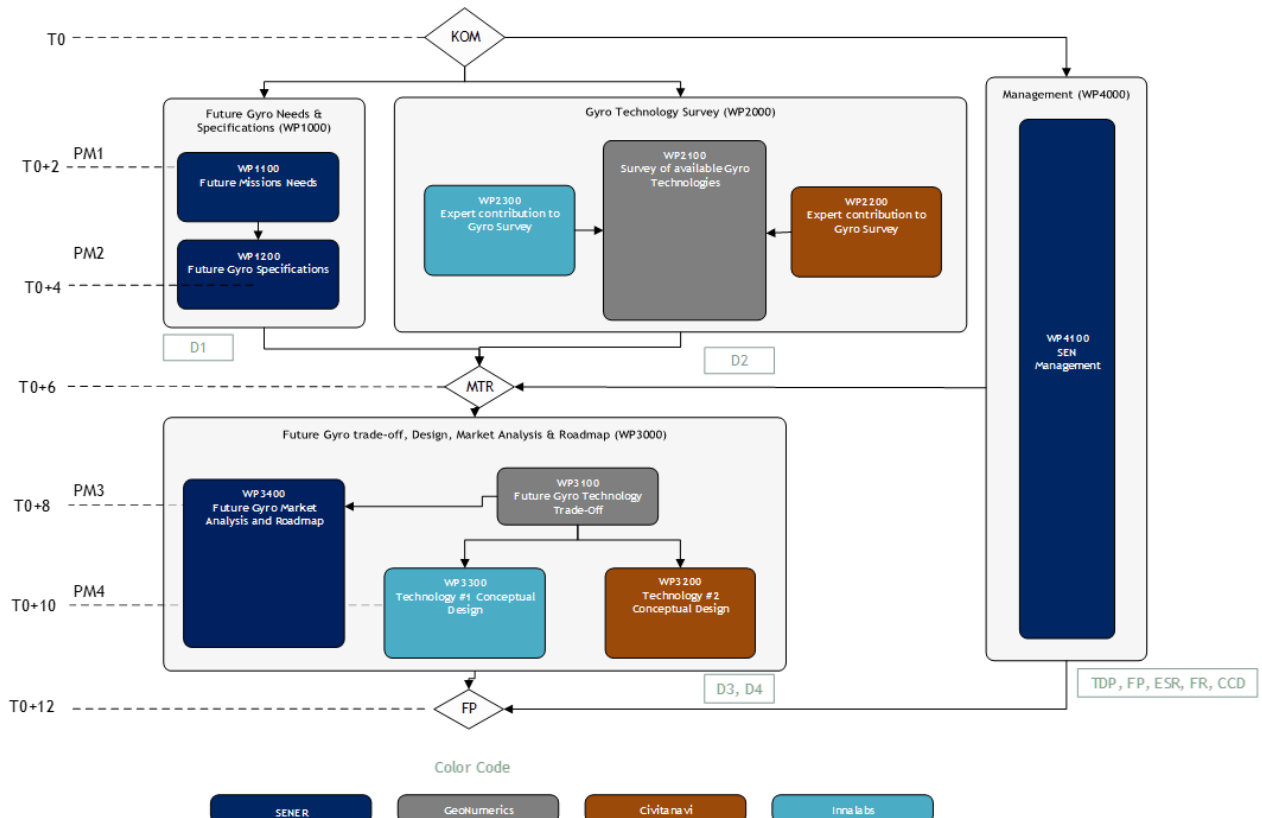 T0
KOM
Future Gyro Needs &
Specifications (WP1000)
Gyro Technology Survey (WP2000)
Management (WP4000)
T0+2
PM1
WP1100
Future Missions Needs
WP2100
Survey of available Gyro
Technologies
WP2300
Expert contribution to
Gyro Survey
WP2200
Expert contribution to
Gyro Survey
PM2
WP1200
Future Gyro Specifications
T0+4
D1
D2
WP4100
SEN
Management
T0+6
MTR
Future Gyro trade-off, Design, Market Analysis & Roadmap (WP3000)
T0+8
PM3
WP3400
Future Gyro Market
Analysis and Roadmap
WP3100
Future Gyro Technology
Trade-Off
T0+10
PM4
WP3300
Technology #1 Conceptual
Design
WP3200
Technology #2
Conceptual Design
D3, D4
TDP, FP, ESR, FR, CCD
T0+12
FP
Color Code
SENER
GeoNumerics
Civitanavi
Innalabs